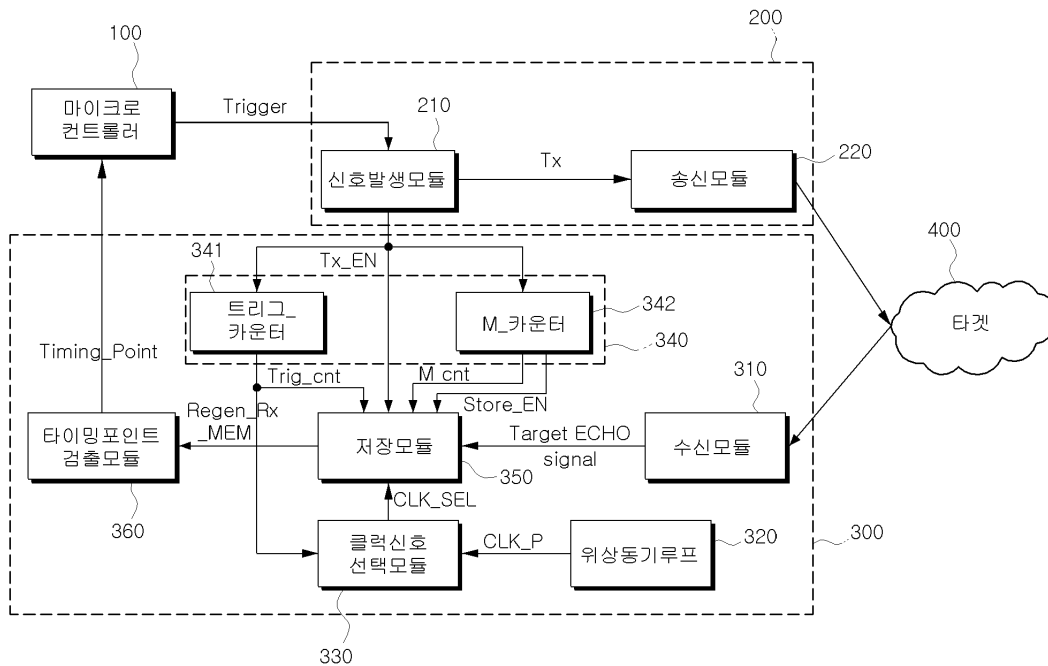 100
200
마이크로
컨트롤러
Trigger
210
신호발생모듈
Tx
송신모듈
220
341
Tx_EN
트리그_
카운터
M_카운터
342
340
400
타겟
Timing_Point
Trig_cnt
M cnt
Store_EN
310
Regen_Rx
_MEM
타이밍포인트
검출모듈
저장모듈
Target ECHO
signal
수신모듈
350
360
CLK_SEL
클럭신호
선택모듈
CLK_P
위상동기루프
320
300
330